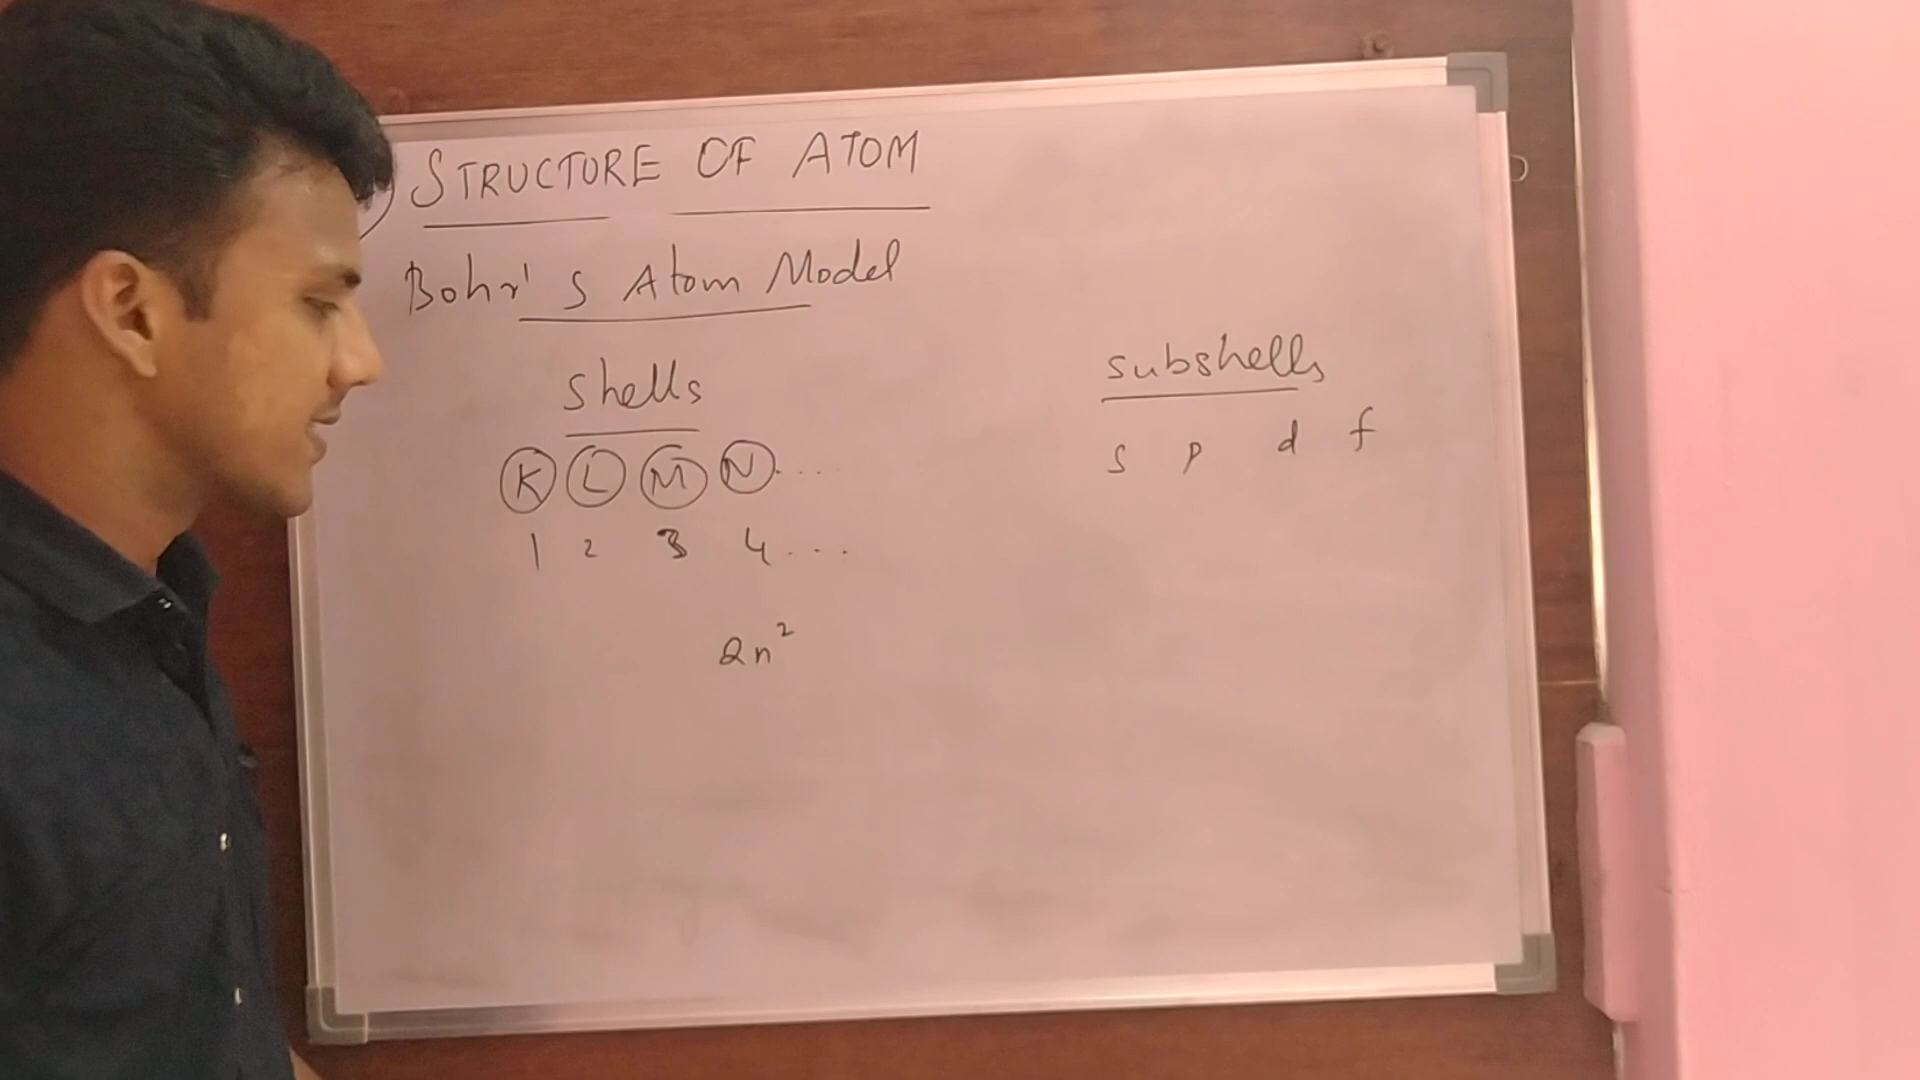 STRUCTURE OF ATOM
Bohr's Atom Model
shells
K L M N ....
1 2 3 4 ....
2n²
subshells
s p d f